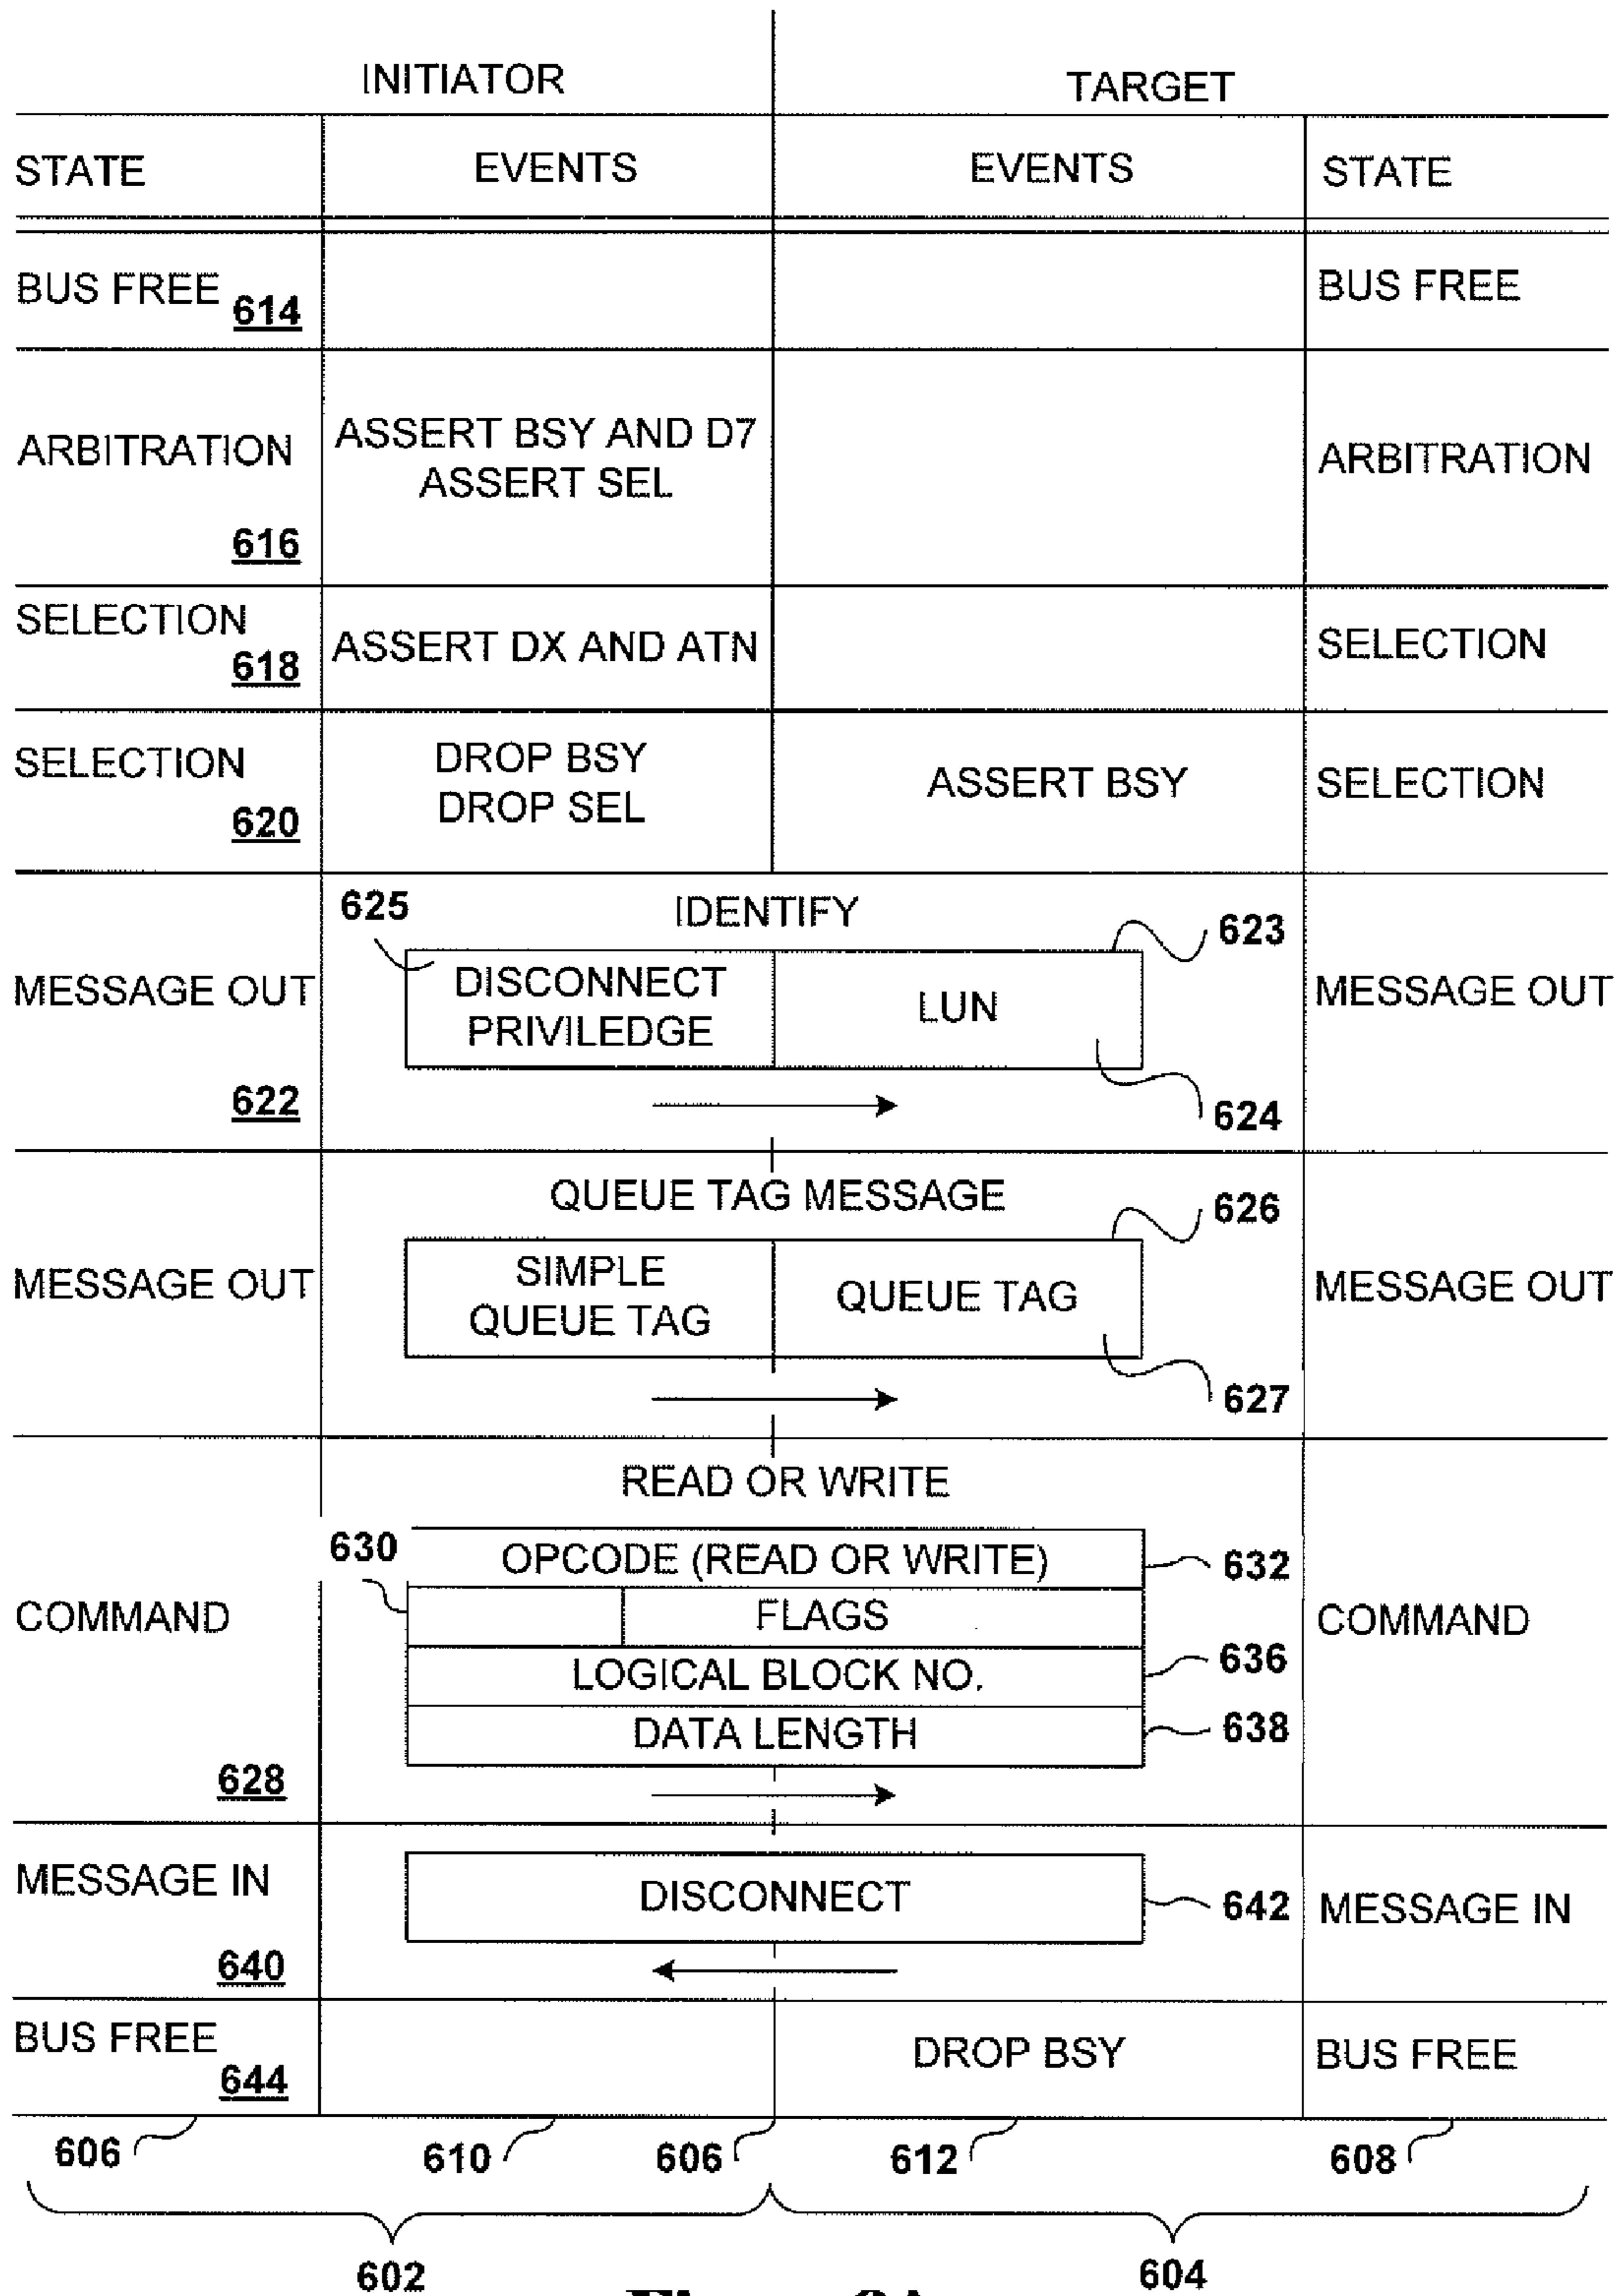 INITIATOR TARGET
STATE EVENTS EVENTS STATE
BUS FREE 614 BUS FREE
ARBITRATION 616 ASSERT BSY AND D7 ARBITRATION
ASSERT SEL
SELECTION 618 ASSERT DX AND ATN SELECTION
SELECTION 620 DROP BSY ASSERT BSY SELECTION
DROP SEL
625 IDENTIFY 623
MESSAGE OUT DISCONNECT LUN MESSAGE OUT
PRIVILEDGE
622 624
QUEUE TAG MESSAGE 626
MESSAGE OUT SIMPLE QUEUE TAG MESSAGE OUT
QUEUE TAG
627
READ OR WRITE
630 OPCODE (READ OR WRITE) 632
COMMAND FLAGS COMMAND
LOGICAL BLOCK NO. 636
DATA LENGTH 638
628
MESSAGE IN DISCONNECT 642 MESSAGE IN
640
BUS FREE 644 DROP BSY BUS FREE
606 610 606 612 608
602 604